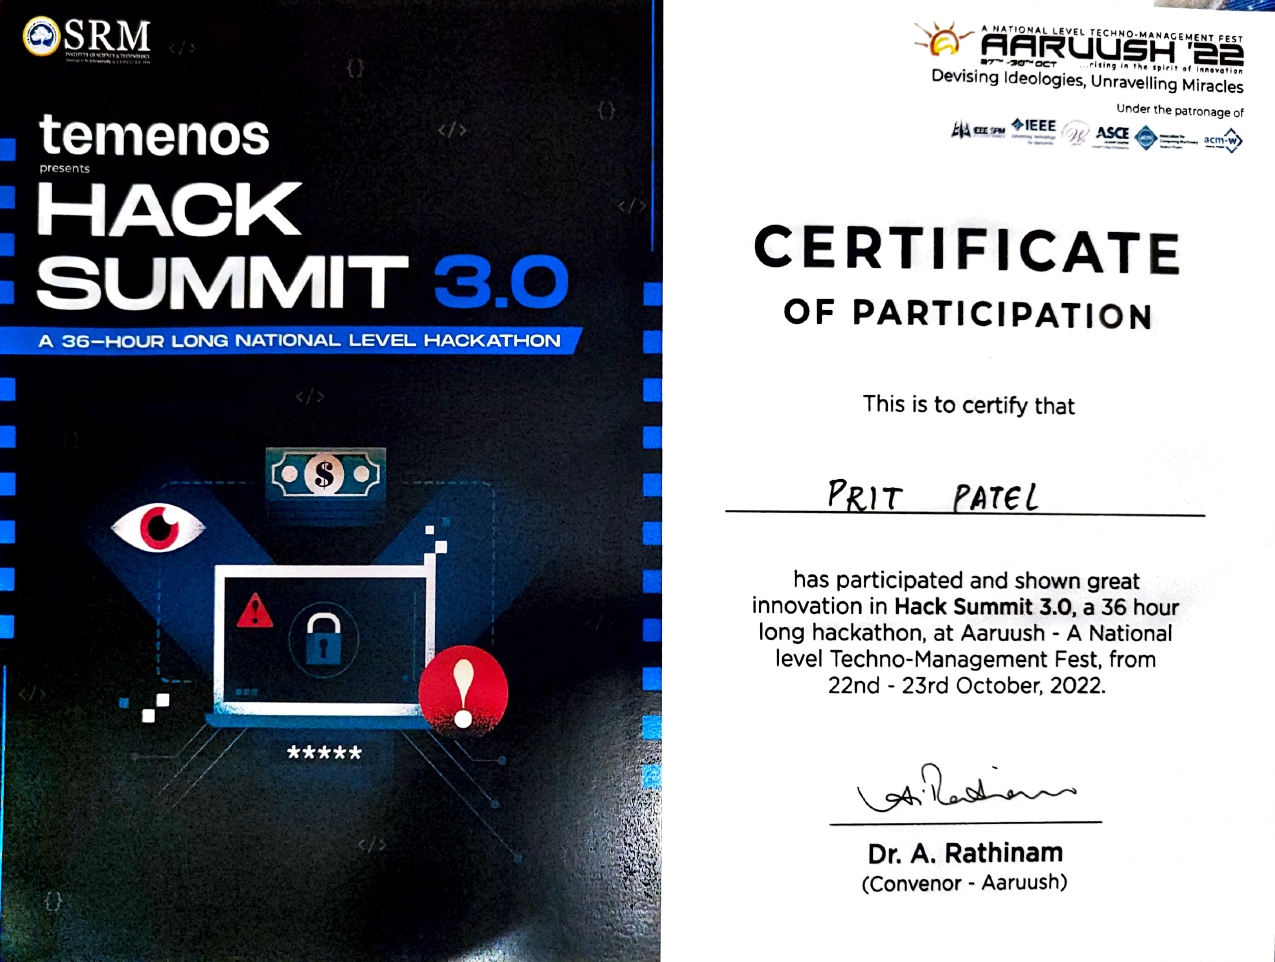 SRM
INSTITUTE OF SCIENCE & TECHNOLOGY
temenos
presents
HACK
SUMMIT 3.0
A 36-HOUR LONG NATIONAL LEVEL HACKATHON
$
*****
A NATIONAL LEVEL TECHNO-MANAGEMENT FEST
AARUUSH '22
27TH -30TH OCT ...rising in the spirit of innovation
Devising Ideologies, Unravelling Miracles
Under the patronage of
IEEE SRM IEEE ASCE acm-w
CERTIFICATE
OF PARTICIPATION
This is to certify that
PRIT PATEL
has participated and shown great
innovation in Hack Summit 3.0, a 36 hour
long hackathon, at Aaruush - A National
level Techno-Management Fest, from
22nd - 23rd October, 2022.
A. Rathinam
Dr. A. Rathinam
(Convenor - Aaruush)